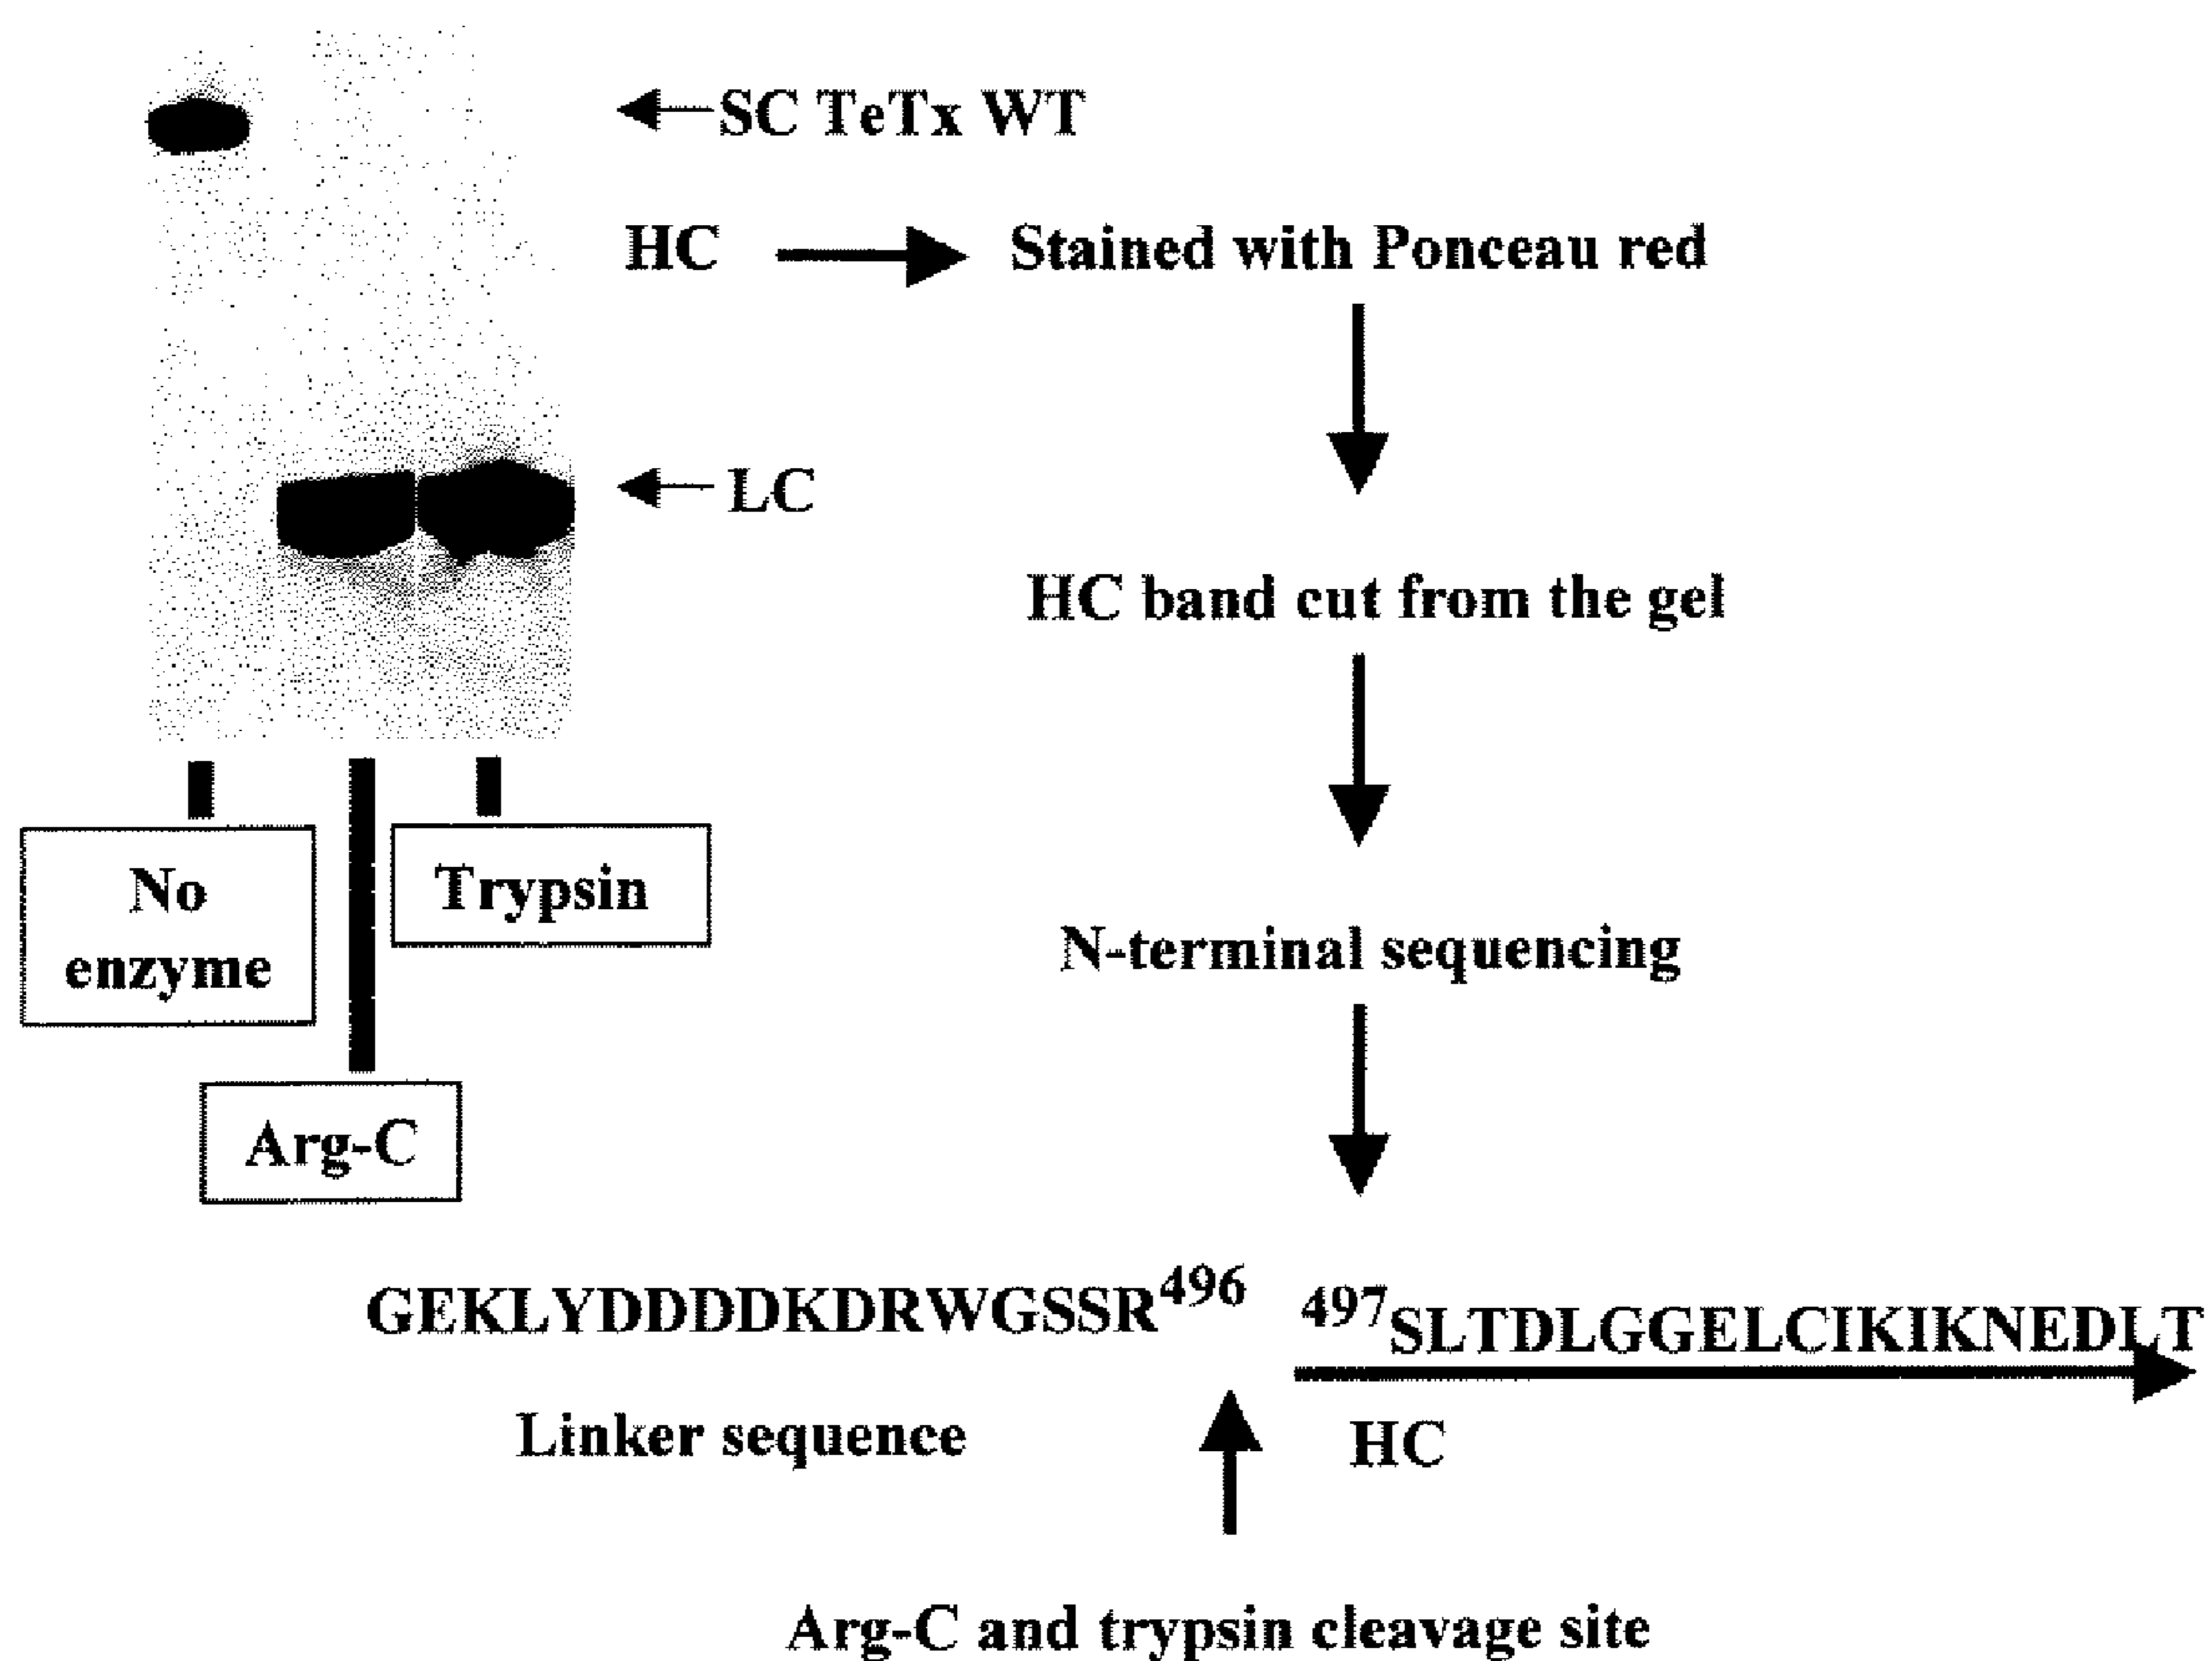 SC TeTx WT
HC
Stained with Ponceau red
LC
HC band cut from the gel
No
enzyme
Trypsin
N-terminal sequencing
Arg-C
GEKLYDDDDKDRWGSSR496 497SLTDLGGELCIKIKNEDLT
Linker sequence
HC
Arg-C and trypsin cleavage site